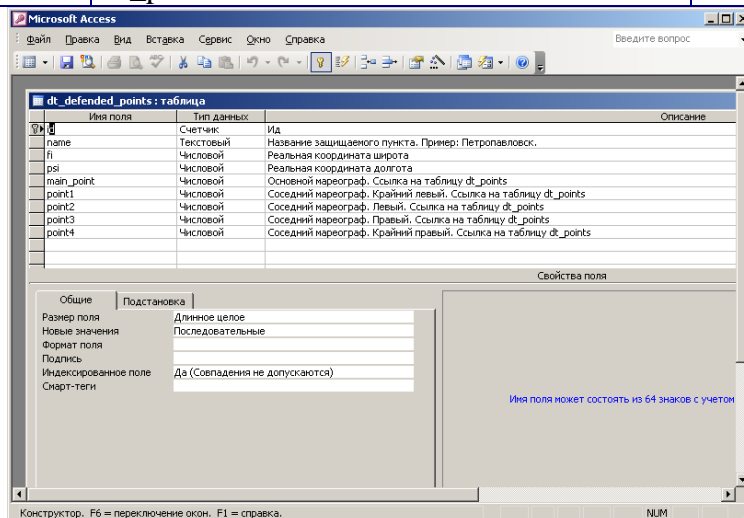 Microsoft Access
Файл Правка Вид Вставка Сервис Окно Справка Введите вопрос
dt_defended_points : таблица
Имя поля Тип данных Описание
id Счетчик Ид
name Текстовый Название защищаемого пункта. Пример: Петропавловск.
fi Числовой Реальная координата широта
psi Числовой Реальная координата долгота
main_point Числовой Основной мареограф. Ссылка на таблицу dt_points
point1 Числовой Соседний мареограф. Крайний левый. Ссылка на таблицу dt_points
point2 Числовой Соседний мареограф. Левый. Ссылка на таблицу dt_points
point3 Числовой Соседний мареограф. Правый. Ссылка на таблицу dt_points
point4 Числовой Соседний мареограф. Крайний правый. Ссылка на таблицу dt_points
Свойства поля
Общие Подстановка
Размер поля Длинное целое
Новые значения Последовательные
Формат поля
Подпись
Индексированное поле Да (Совпадения не допускаются)
Смарт-теги
Имя поля может состоять из 64 знаков с учетом
Конструктор. F6 = переключение окон. F1 = справка. NUM